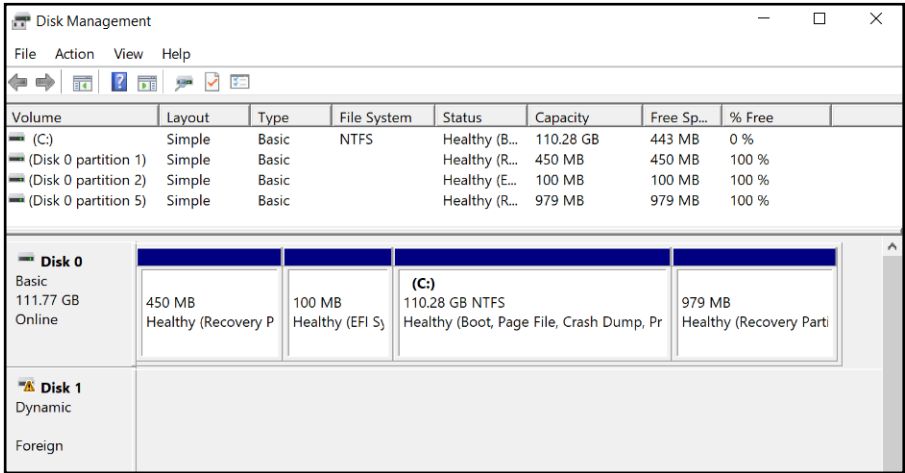 Disk Management
File Action View Help
Volume Layout Type File System Status Capacity Free Sp... % Free
(C:) Simple Basic NTFS Healthy (B... 110.28 GB 443 MB 0 %
(Disk 0 partition 1) Simple Basic Healthy (R... 450 MB 450 MB 100 %
(Disk 0 partition 2) Simple Basic Healthy (E... 100 MB 100 MB 100 %
(Disk 0 partition 5) Simple Basic Healthy (R... 979 MB 979 MB 100 %
Disk 0
Basic
111.77 GB
Online
450 MB
Healthy (Recovery P
100 MB
Healthy (EFI Sy
(C:)
110.28 GB NTFS
Healthy (Boot, Page File, Crash Dump, Pr
979 MB
Healthy (Recovery Parti
Disk 1
Dynamic
Foreign